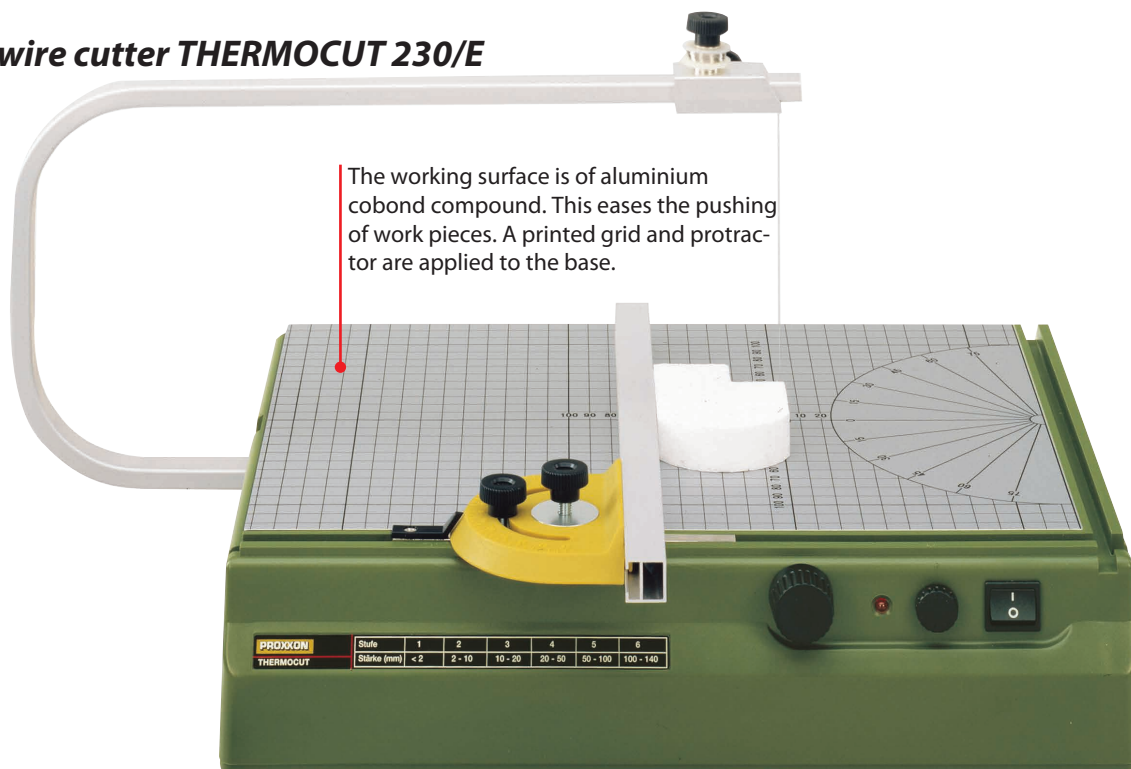 wire cutter THERMOCUT 230/E
The working surface is of aluminium
cobond compound. This eases the pushing
of work pieces. A printed grid and protrac-
tor are applied to the base.
100 90 80
10 20
PROXXON
THERMOCUT
Stufe 1 2 3 4 5 6
Stärke (mm) < 2 2 - 10 10 - 20 20 - 50 50 - 100 100 - 140
I
O